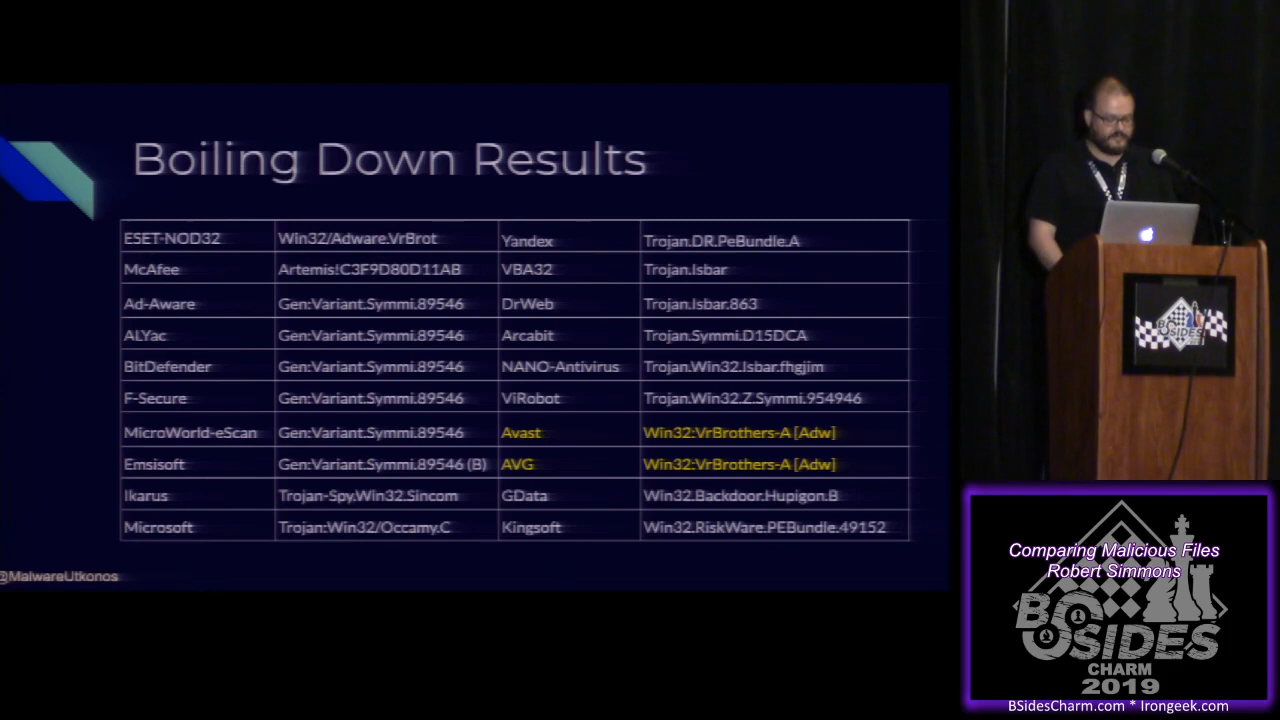 Boiling Down Results
ESET-NOD32 Win32/Adware.VrBrot Yandex Trojan.DR.PeBundle.A
McAfee Artemis!C3F9D80D11AB VBA32 Trojan.Isbar
Ad-Aware Gen:Variant.Symmi.89546 DrWeb Trojan.Isbar.863
ALYac Gen:Variant.Symmi.89546 Arcabit Trojan.Symmi.D15DCA
BitDefender Gen:Variant.Symmi.89546 NANO-Antivirus Trojan.Win32.Isbar.fhgjim
F-Secure Gen:Variant.Symmi.89546 ViRobot Trojan.Win32.Z.Symmi.954946
MicroWorld-eScan Gen:Variant.Symmi.89546 Avast Win32:VrBrothers-A [Adw]
Emsisoft Gen:Variant.Symmi.89546 (B) AVG Win32:VrBrothers-A [Adw]
Ikarus Trojan-Spy.Win32.Sincom GData Win32.Backdoor.Hupigon.B
Microsoft Trojan:Win32/Occamy.C Kingsoft Win32.RiskWare.PEBundle.49152
@MalwareUtkonos
BSIDES
Comparing Malicious Files
Robert Simmons
BSIDES
CHARM
2019
BSidesCharm.com * Irongeek.com